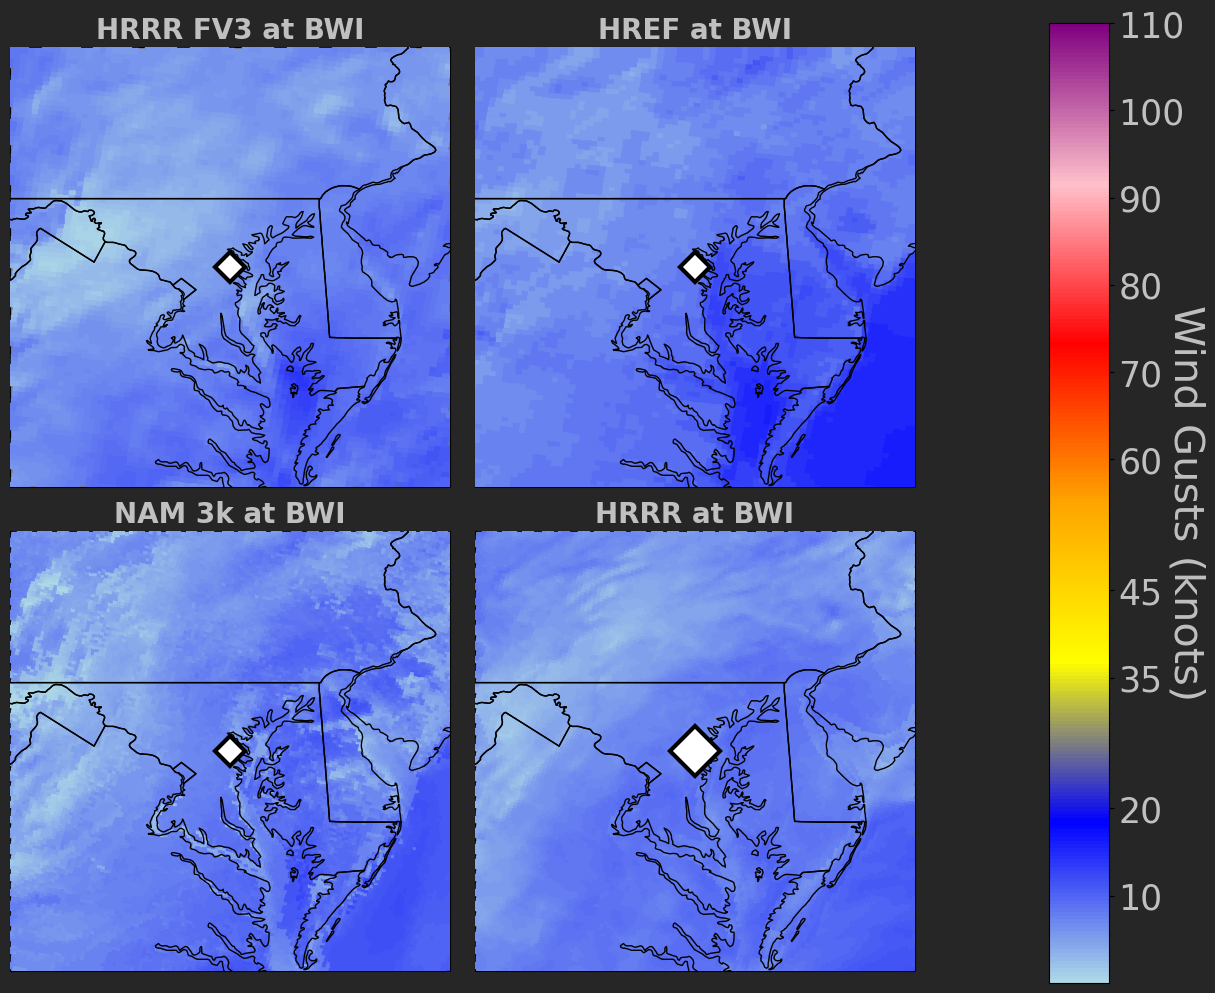 HRRR FV3 at BWI
HREF at BWI
NAM 3k at BWI
HRRR at BWI
110
100
90
80
70
60
45
35
20
10
Wind Gusts (knots)